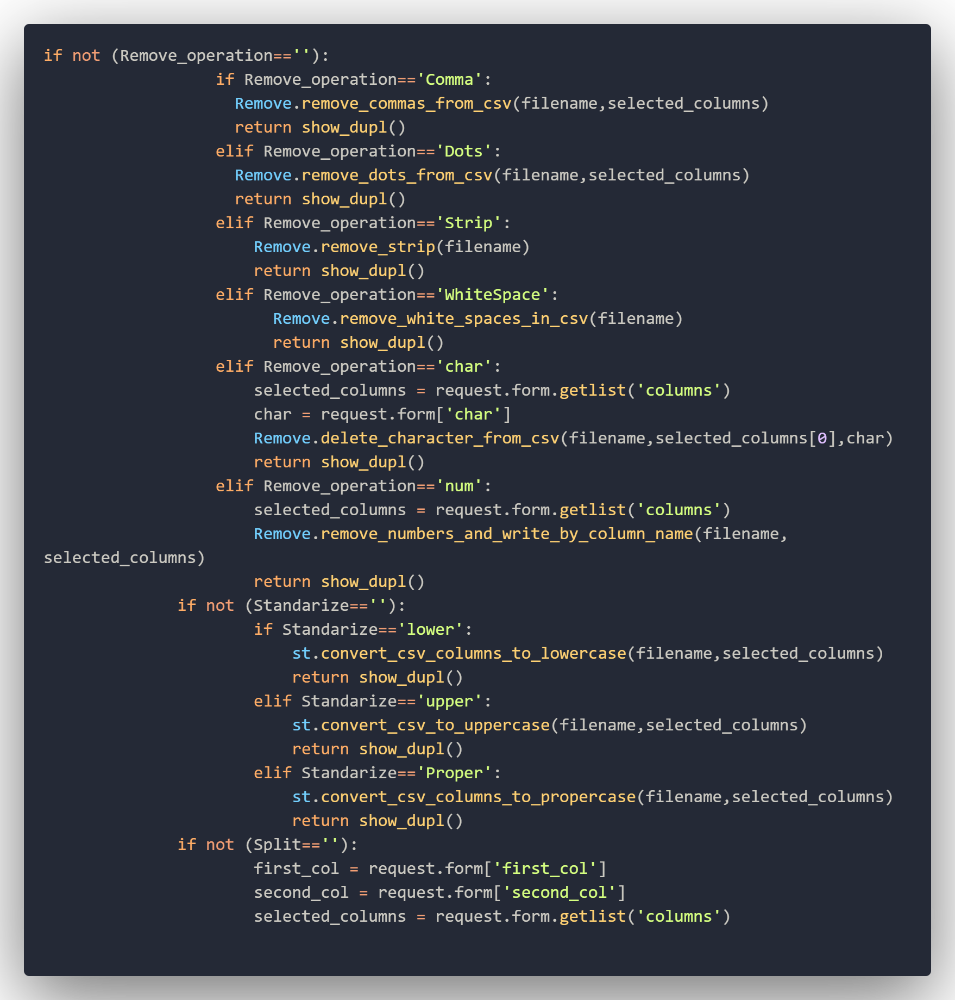 if not (Remove_operation==''):
                  if Remove_operation=='Comma':
                    Remove.remove_commas_from_csv(filename,selected_columns)
                    return show_dupl()
                  elif Remove_operation=='Dots':
                    Remove.remove_dots_from_csv(filename,selected_columns)
                    return show_dupl()
                  elif Remove_operation=='Strip':
                      Remove.remove_strip(filename)
                      return show_dupl()
                  elif Remove_operation=='WhiteSpace':
                        Remove.remove_white_spaces_in_csv(filename)
                        return show_dupl()
                  elif Remove_operation=='char':
                      selected_columns = request.form.getlist('columns')
                      char = request.form['char']
                      Remove.delete_character_from_csv(filename,selected_columns[0],char)
                      return show_dupl()
                  elif Remove_operation=='num':
                      selected_columns = request.form.getlist('columns')
                      Remove.remove_numbers_and_write_by_column_name(filename,
selected_columns)
                      return show_dupl()
              if not (Standarize==''):
                      if Standarize=='lower':
                          st.convert_csv_columns_to_lowercase(filename,selected_columns)
                          return show_dupl()
                      elif Standarize=='upper':
                          st.convert_csv_to_uppercase(filename,selected_columns)
                          return show_dupl()
                      elif Standarize=='Proper':
                          st.convert_csv_columns_to_propercase(filename,selected_columns)
                          return show_dupl()
              if not (Split==''):
                      first_col = request.form['first_col']
                      second_col = request.form['second_col']
                      selected_columns = request.form.getlist('columns')